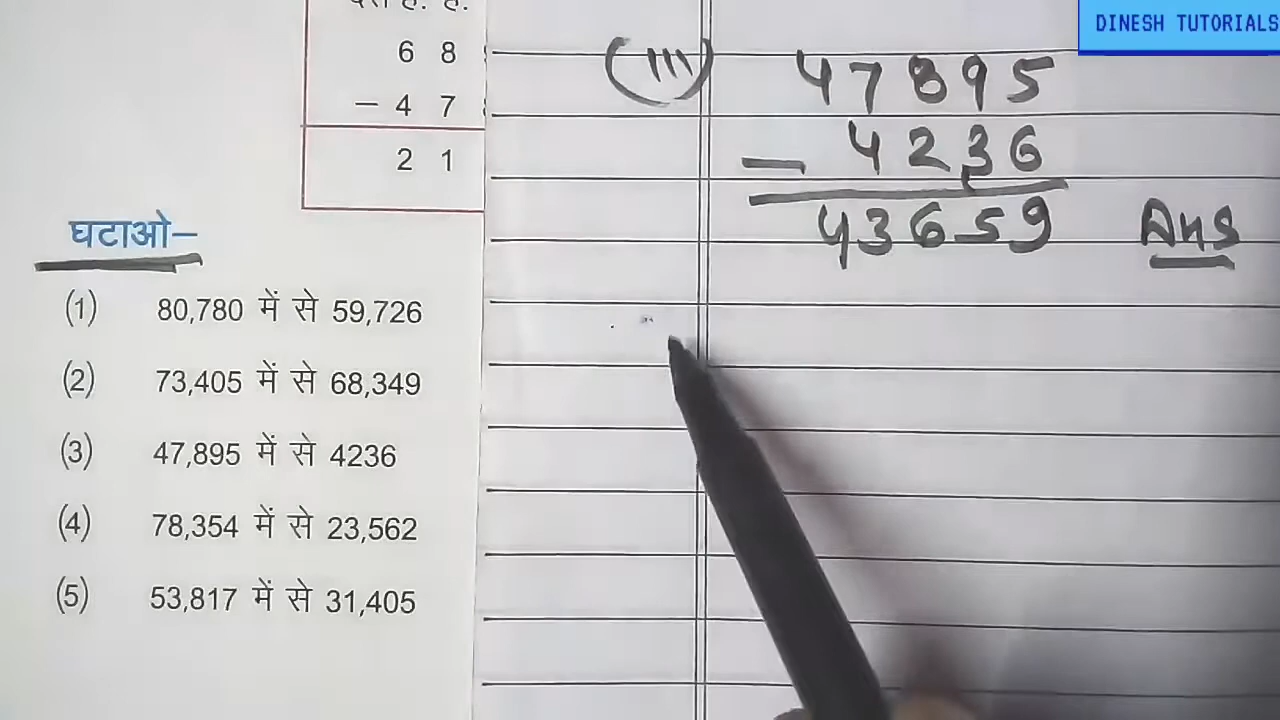 6 8
– 4 7
2 1
घटाओ–
(1) 80,780 में से 59,726
(2) 73,405 में से 68,349
(3) 47,895 में से 4236
(4) 78,354 में से 23,562
(5) 53,817 में से 31,405
DINESH TUTORIALS
(III) 47895
– 4236
43659 Ans